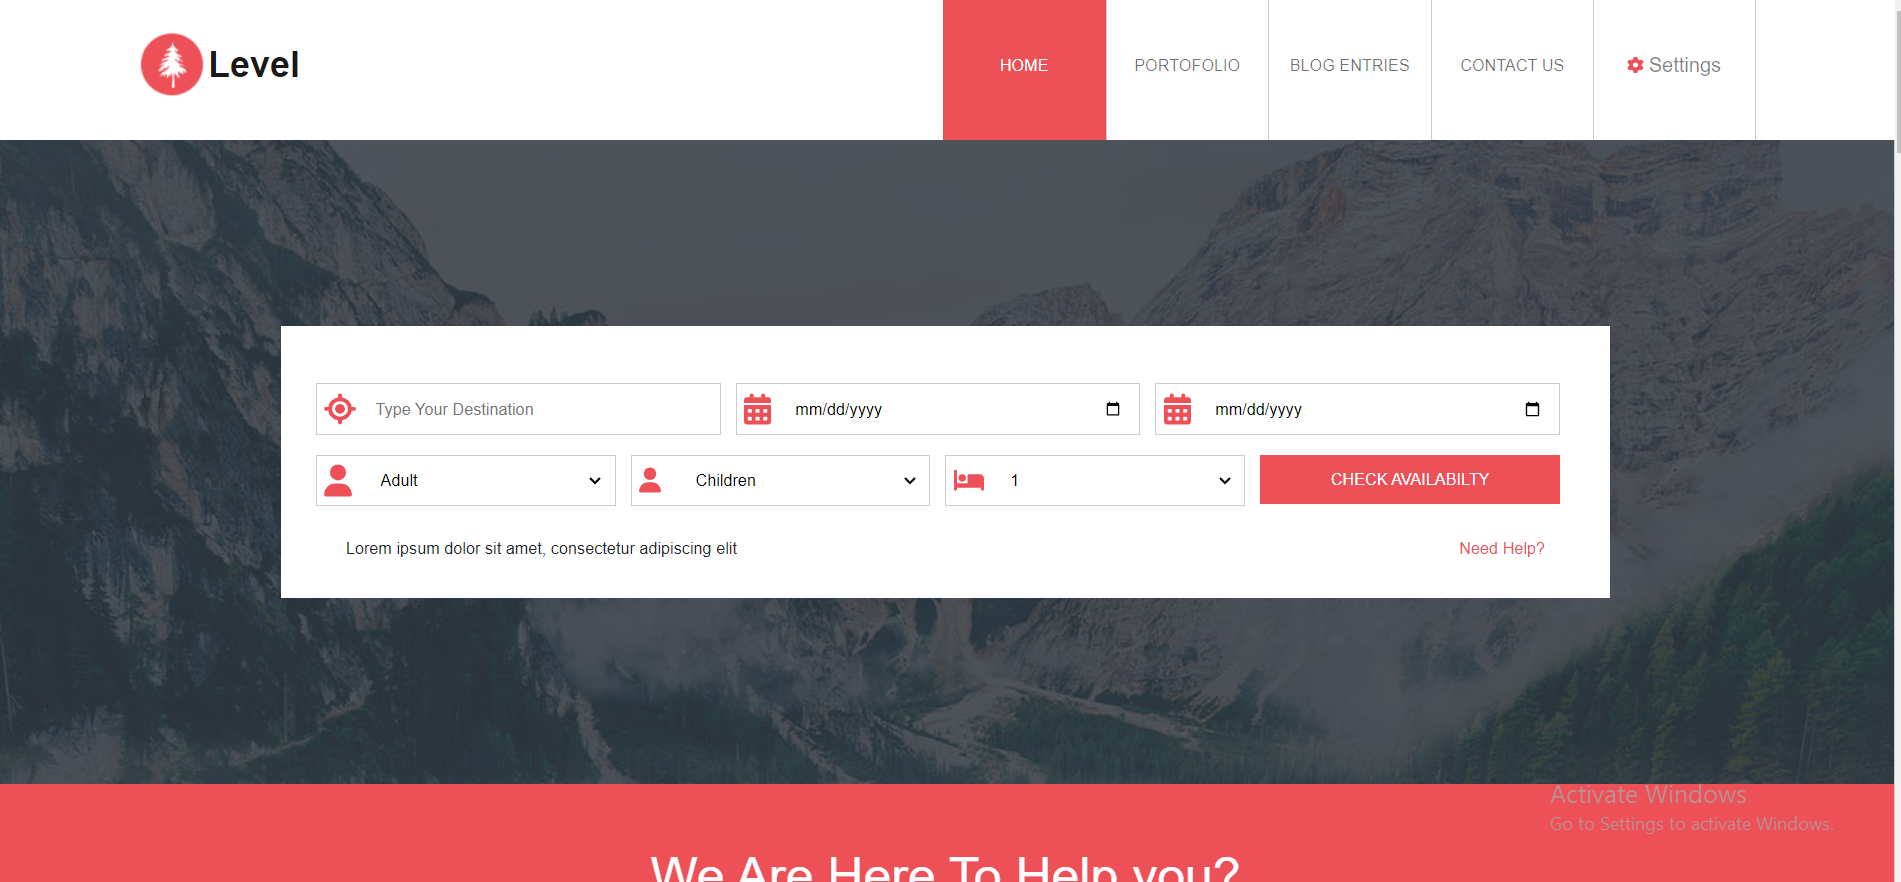 Level
HOME
PORTOFOLIO
BLOG ENTRIES
CONTACT US
Settings
Type Your Destination
mm/dd/yyyy
mm/dd/yyyy
Adult
Children
1
CHECK AVAILABILTY
Lorem ipsum dolor sit amet, consectetur adipiscing elit
Need Help?
Activate Windows
Go to Settings to activate Windows.
We Are Here To Help you?